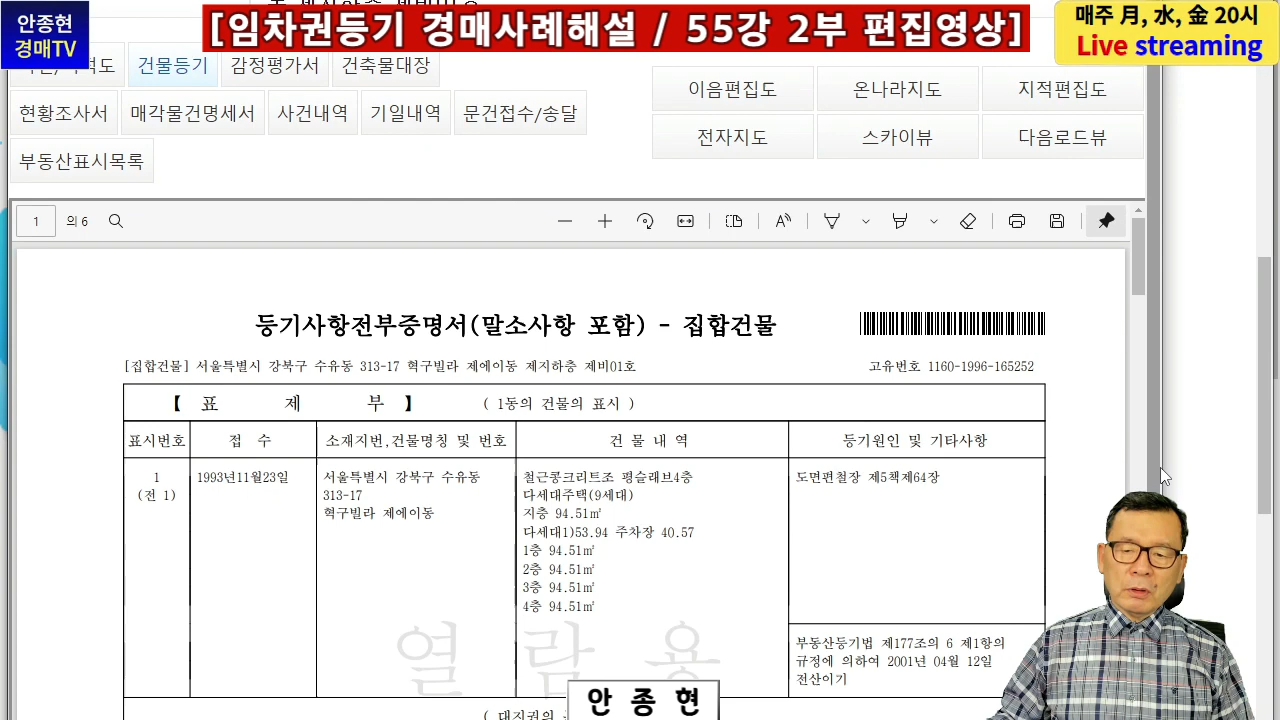 안종현
경매TV
[임차권등기 경매사례해설 / 55강 2부 편집영상]
매주 月, 水, 金 20시
Live streaming
건물등기 감정평가서 건축물대장
현황조사서 매각물건명세서 사건내역 기일내역 문건접수/송달
부동산표시목록
이음편집도 온나라지도 지적편집도
전자지도 스카이뷰 다음로드뷰
1 의 6
등기사항전부증명서(말소사항 포함) - 집합건물
[집합건물] 서울특별시 강북구 수유동 313-17 혁구빌라 제에이동 제지하층 제비01호 고유번호 1160-1996-165252
【 표 제 부 】 ( 1동의 건물의 표시 )
표시번호 접 수 소재지번,건물명칭 및 번호 건 물 내 역 등기원인 및 기타사항
1 1993년11월23일 서울특별시 강북구 수유동 철근콩크리트조 평슬래브4층 도면편철장 제5책제64장
(전 1) 313-17 다세대주택(9세대)
혁구빌라 제에이동 지층 94.51㎡
다세대1)53.94 주차장 40.57
1층 94.51㎡
2층 94.51㎡
3층 94.51㎡
4층 94.51㎡
부동산등기법 제177조의 6 제1항의
규정에 의하여 2001년 04월 12일
전산이기
열 람 용
안 종 현
( 대지권의